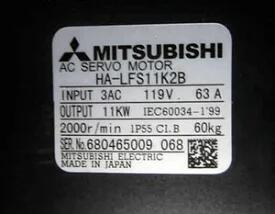 MITSUBISHI
AC SERVO MOTOR
HA-LFS11K2B
INPUT 3AC 119V 63A
OUTPUT 11KW IEC60034-1'99
2000r/min IP55 CI.B 60kg
SER.No.680465009 068
MITSUBISHI ELECTRIC
MADE IN JAPAN